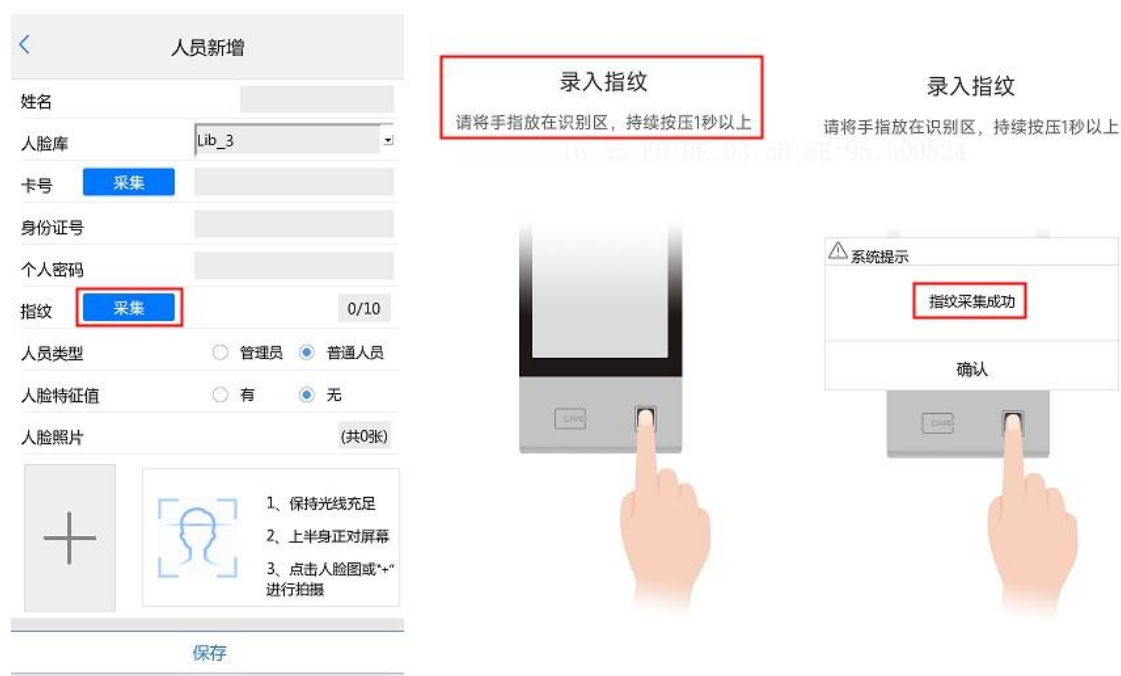 人员新增
姓名
人脸库 Lib_3
卡号 采集
身份证号
个人密码
指纹 采集 0/10
人员类型 管理员 普通人员
人脸特征值 有 无
人脸照片 (共0张)
1、保持光线充足
2、上半身正对屏幕
3、点击人脸图或"+"
进行拍摄
保存
录入指纹
请将手指放在识别区，持续按压1秒以上
CARD
录入指纹
请将手指放在识别区，持续按压1秒以上
系统提示
指纹采集成功
确认
CARD